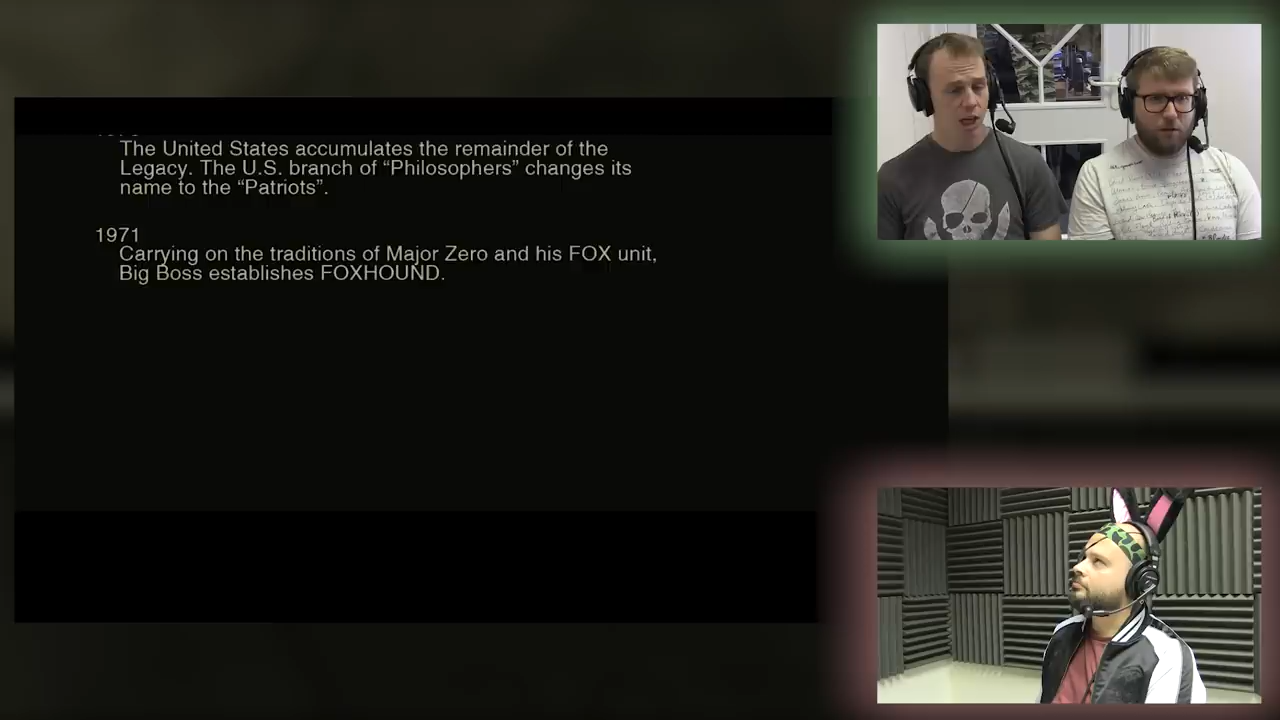 The United States accumulates the remainder of the
Legacy. The U.S. branch of “Philosophers” changes its
name to the “Patriots”.
1971
Carrying on the traditions of Major Zero and his FOX unit,
Big Boss establishes FOXHOUND.